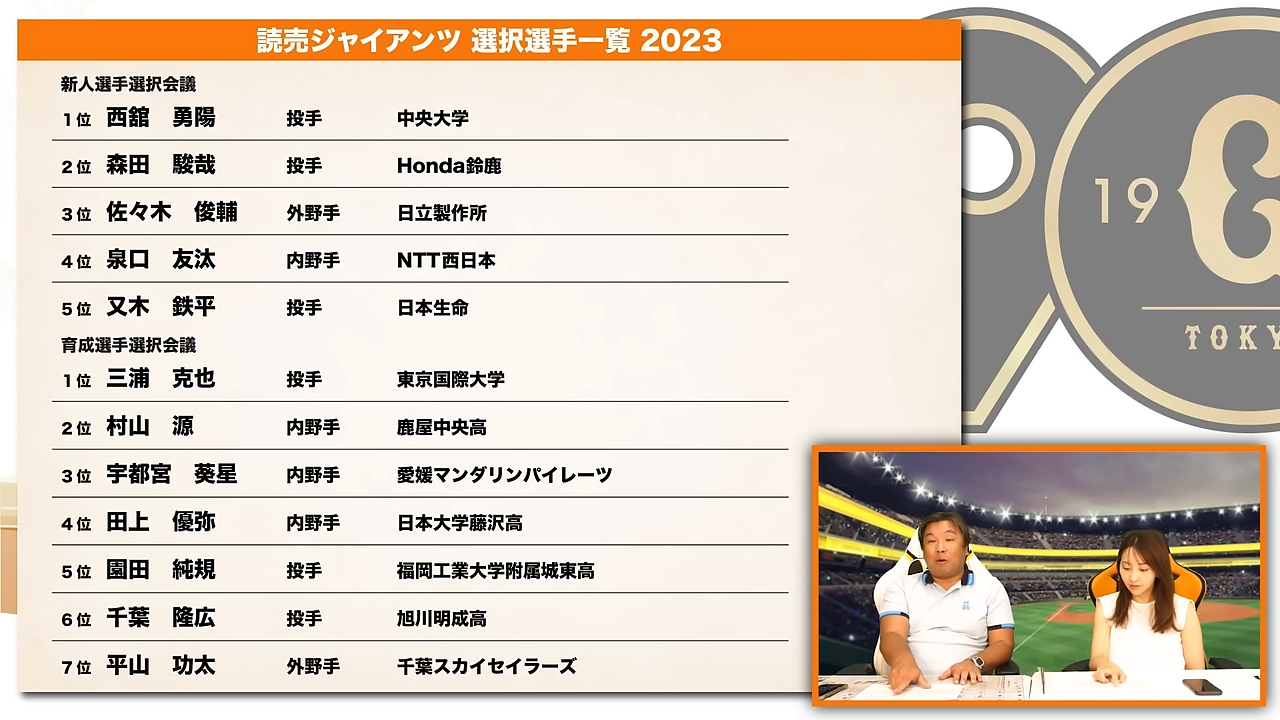 読売ジャイアンツ 選択選手一覧 2023
新人選手選択会議
1位 西舘 勇陽 投手 中央大学
2位 森田 駿哉 投手 Honda鈴鹿
3位 佐々木 俊輔 外野手 日立製作所
4位 泉口 友汰 内野手 NTT西日本
5位 又木 鉄平 投手 日本生命
育成選手選択会議
1位 三浦 克也 投手 東京国際大学
2位 村山 源 内野手 鹿屋中央高
3位 宇都宮 葵星 内野手 愛媛マンダリンパイレーツ
4位 田上 優弥 内野手 日本大学藤沢高
5位 園田 純規 投手 福岡工業大学附属城東高
6位 千葉 隆広 投手 旭川明成高
7位 平山 功太 外野手 千葉スカイセイラーズ
19 G
TOKY